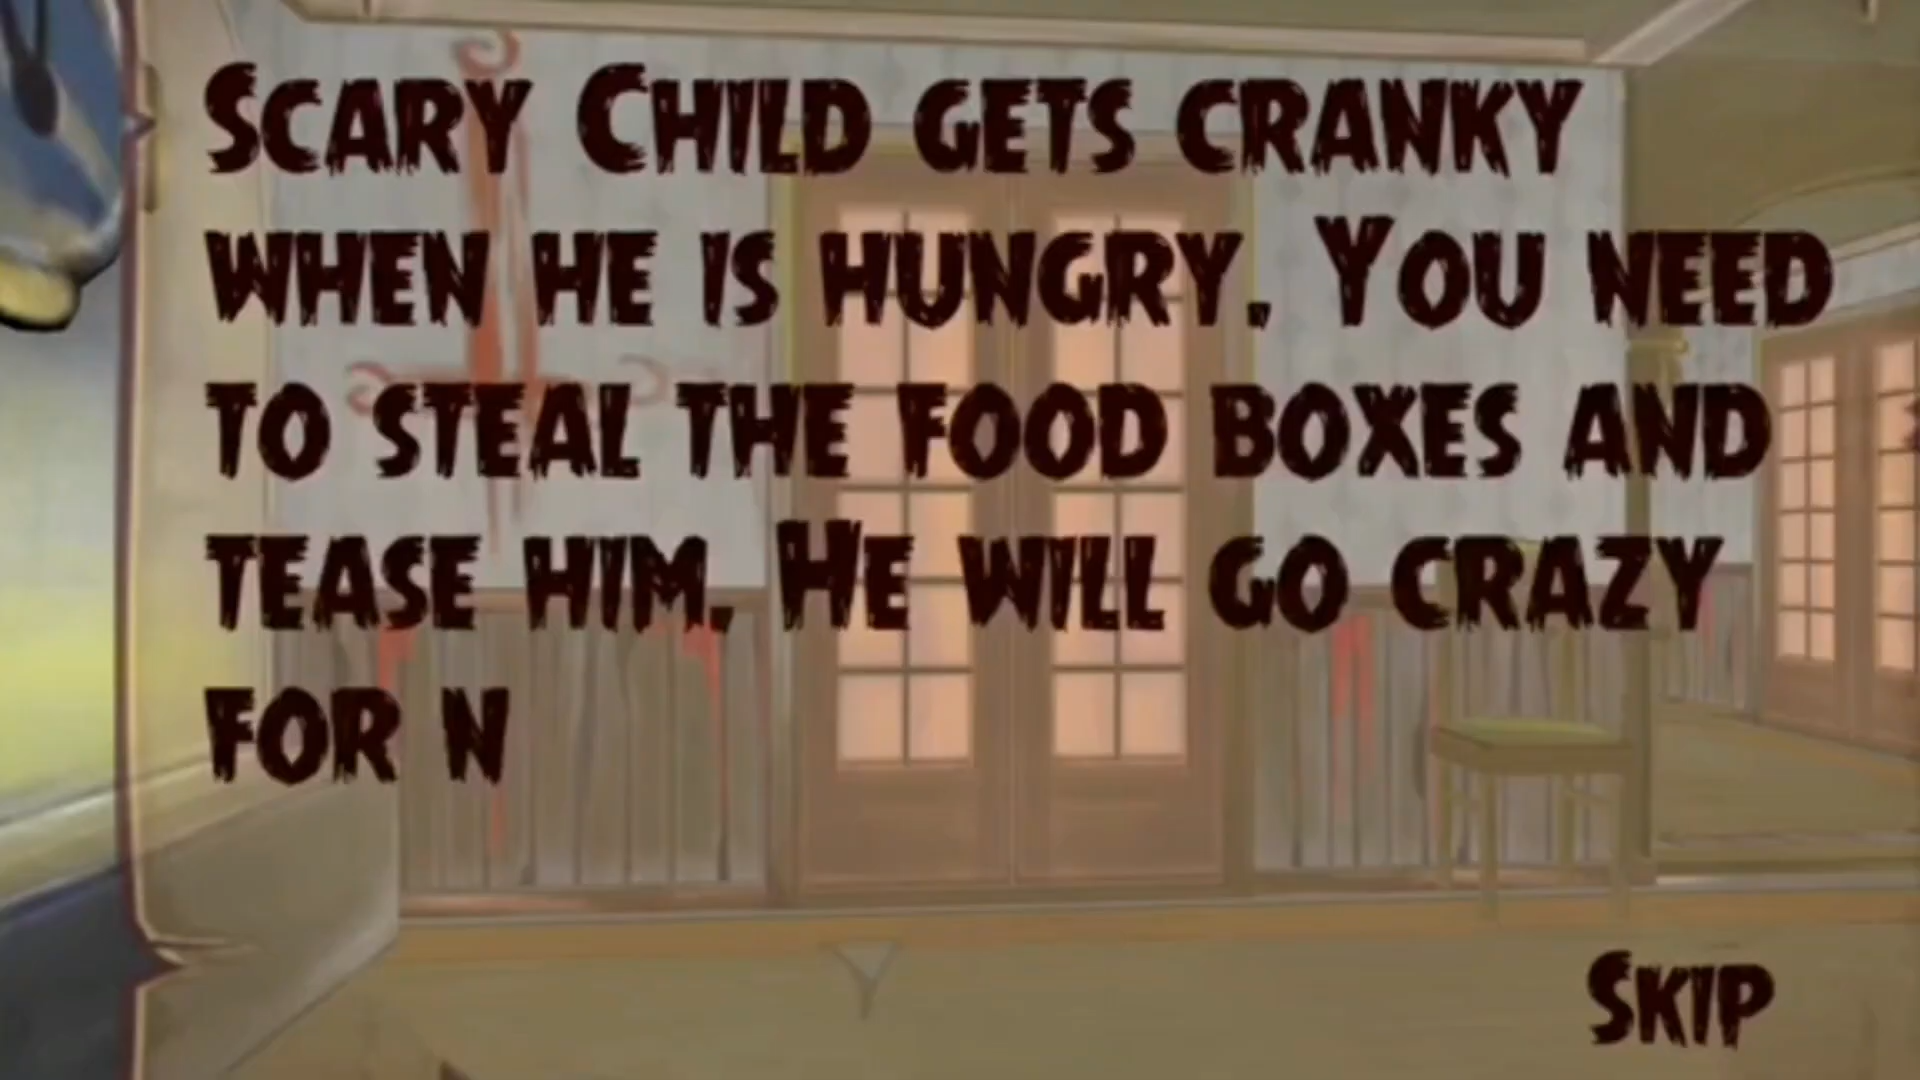 Scary Child gets cranky
when he is hungry. You need
to steal the food boxes and
tease him. He will go crazy
for n
Skip